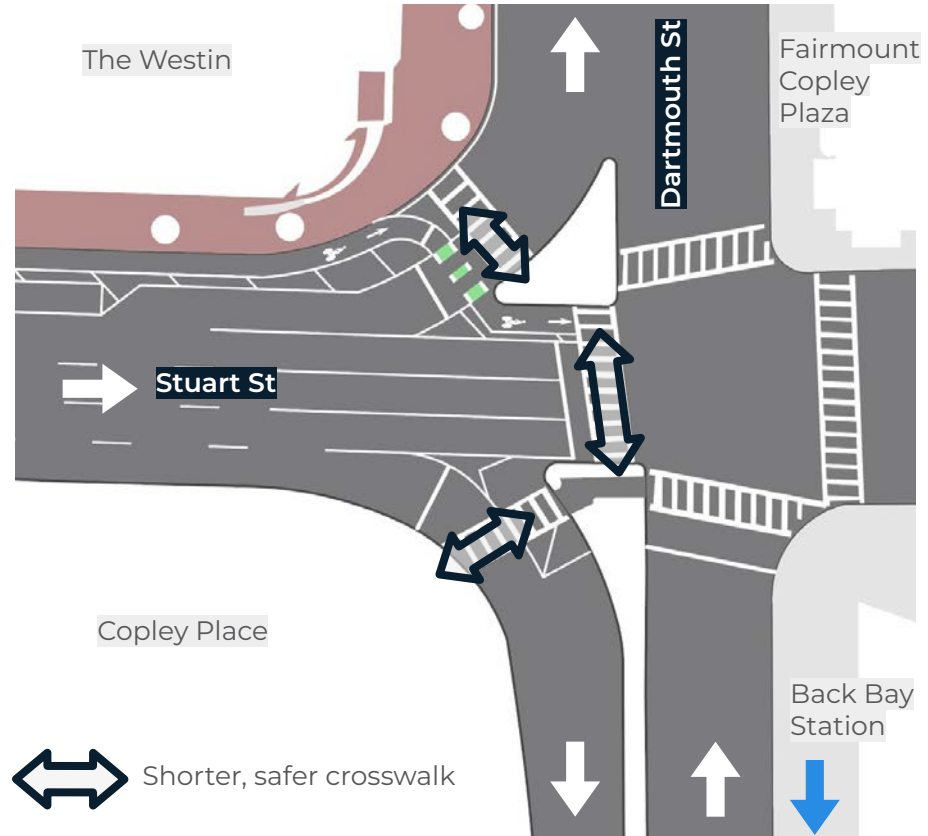 The Westin
Dartmouth St
Fairmount
Copley
Plaza
Stuart St
Copley Place
Back Bay
Station
Shorter, safer crosswalk